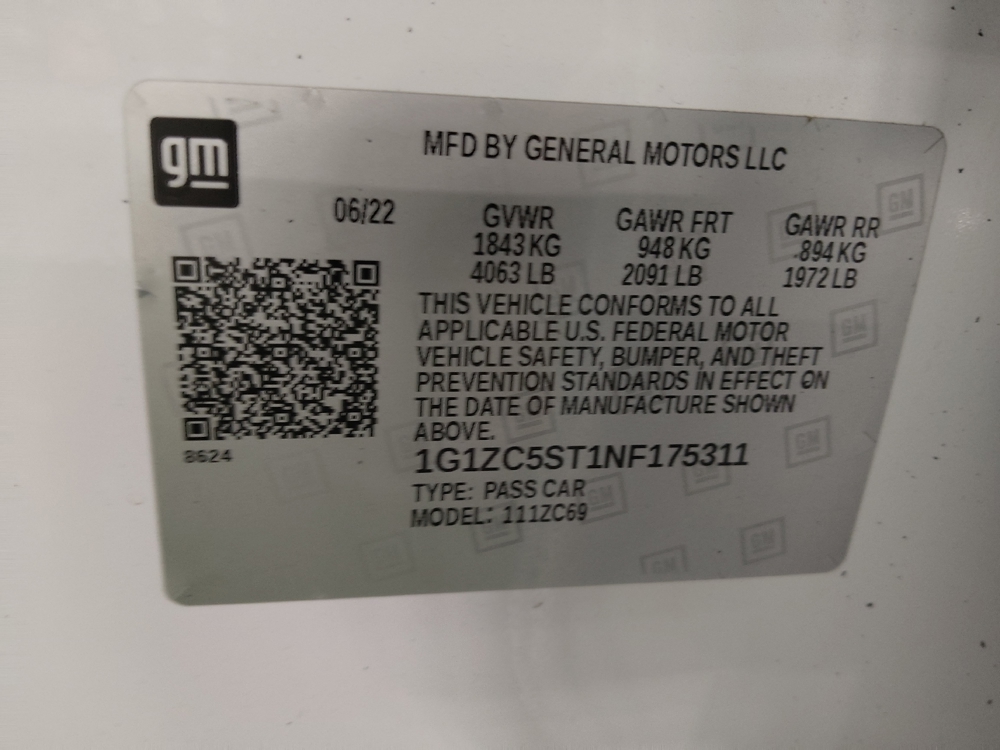 gm
MFD BY GENERAL MOTORS LLC
06/22
GVWR GAWR FRT GAWR RR
1843 KG 948 KG 894 KG
4063 LB 2091 LB 1972 LB
THIS VEHICLE CONFORMS TO ALL
APPLICABLE U.S. FEDERAL MOTOR
VEHICLE SAFETY, BUMPER, AND THEFT
PREVENTION STANDARDS IN EFFECT ON
THE DATE OF MANUFACTURE SHOWN
ABOVE.
1G1ZC5ST1NF175311
TYPE: PASS CAR
MODEL: 111ZC69
8624